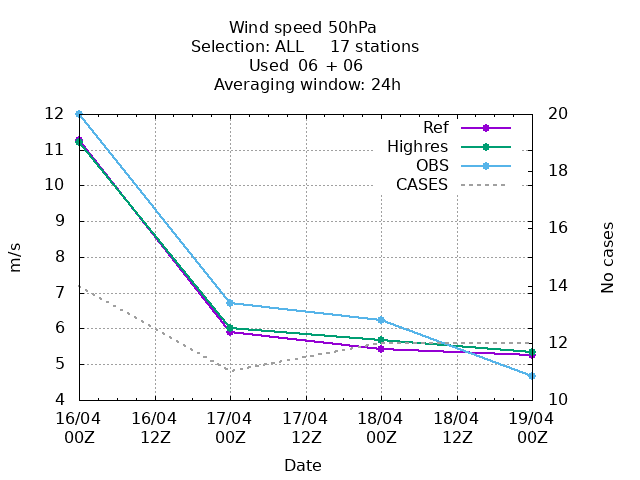 Wind speed 50hPa
Selection: ALL 17 stations
Used 06 + 06
Averaging window: 24h
12 20
Ref
Highres
OBS
CASES
11
10
9
8
7
6
5
4
18
16
14
12
10
m/s
No cases
16/04 16/04 17/04 17/04 18/04 18/04 19/04
00Z 12Z 00Z 12Z 00Z 12Z 00Z
Date